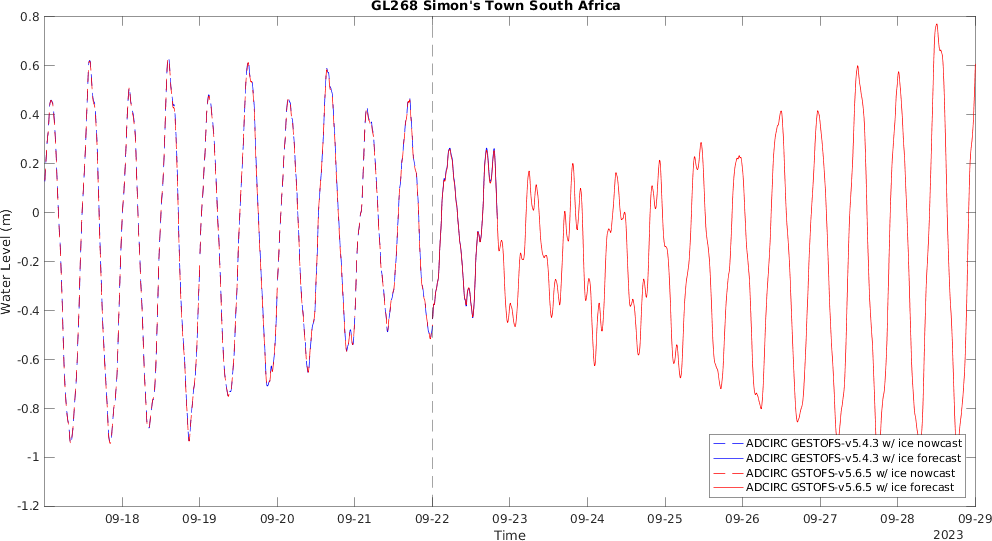 GL268 Simon's Town South Africa
0.8
0.6
0.4
0.2
0
-0.2
-0.4
-0.6
-0.8
-1
-1.2
Water Level (m)
ADCIRC GESTOFS-v5.4.3 w/ ice nowcast
ADCIRC GESTOFS-v5.4.3 w/ ice forecast
ADCIRC GSTOFS-v5.6.5 w/ ice nowcast
ADCIRC GSTOFS-v5.6.5 w/ ice forecast
09-18 09-19 09-20 09-21 09-22 09-23 09-24 09-25 09-26 09-27 09-28 09-29
Time
2023